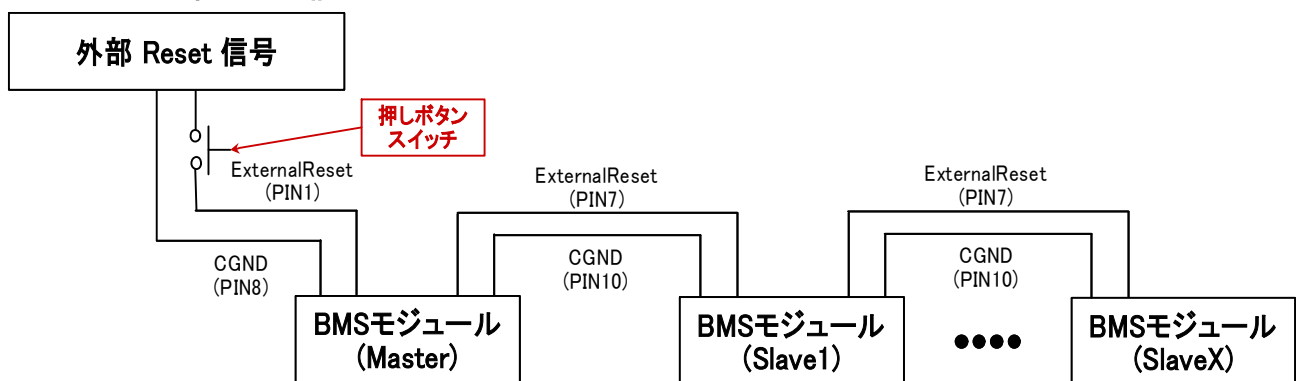 外部 Reset 信号
押しボタン
スイッチ
ExternalReset
(PIN1)
CGND
(PIN8)
ExternalReset
(PIN7)
CGND
(PIN10)
ExternalReset
(PIN7)
CGND
(PIN10)
BMSモジュール
(Master)
BMSモジュール
(Slave1)
●●●●
BMSモジュール
(SlaveX)